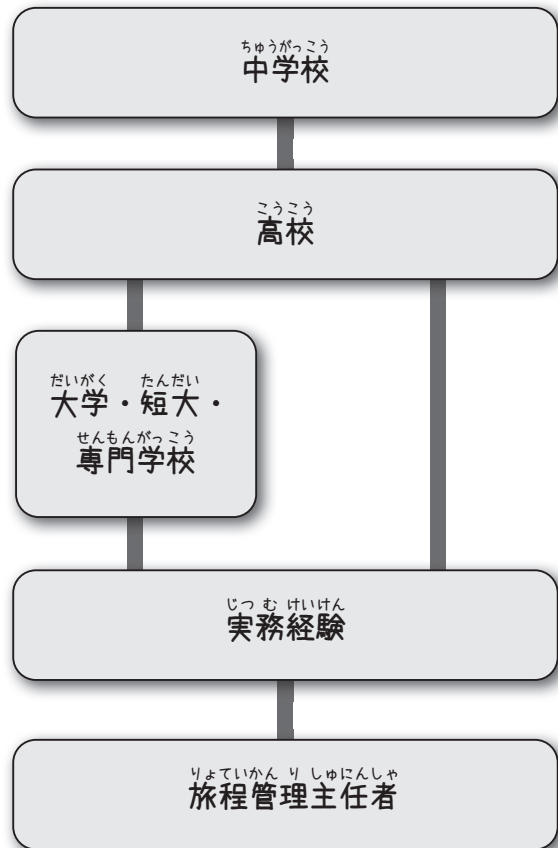 ちゅうがっこう
中学校
こうこう
高校
だいがく たんだい
大学・短大・
せんもんがっこう
専門学校
じつむけいけん
実務経験
りょていかんりしゅにんしゃ
旅程管理主任者